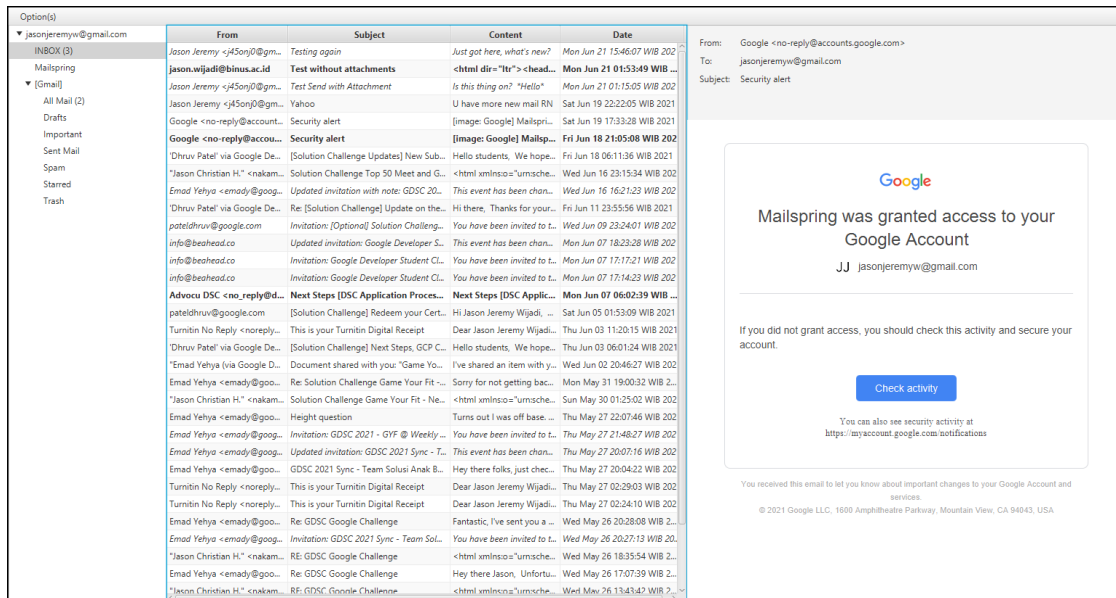 Option(s)
jasonjeremyw@gmail.com
INBOX (3)
Mailspring
[Gmail]
All Mail (2)
Drafts
Important
Sent Mail
Spam
Starred
Trash
From Subject Content Date
Jason Jeremy <j45onj0@gm... Testing again Just got here, what's new? Mon Jun 21 15:46:07 WIB 202
jason.wijadi@binus.ac.id Test without attachments <html dir="ltr"><head... Mon Jun 21 01:53:49 WIB ...
Jason Jeremy <j45onj0@gm... Test Send with Attachment Is this thing on? *Hello* Mon Jun 21 01:15:05 WIB 202
Jason Jeremy <j45onj0@gm... Yahoo U have more new mail RN Sat Jun 19 22:22:05 WIB 2021
Google <no-reply@account... Security alert [image: Google] Mailspri... Sat Jun 19 17:33:28 WIB 2021
Google <no-reply@accou... Security alert [image: Google] Mailsp... Fri Jun 18 21:05:08 WIB 202
'Dhruv Patel' via Google De... [Solution Challenge Updates] New Sub... Hello students, We hope... Fri Jun 18 06:11:36 WIB 2021
"Jason Christian H." <nakam... Solution Challenge Top 50 Meet and G... <html xmlns:o="urn:sche... Wed Jun 16 23:15:34 WIB 202
Emad Yehya <emady@goog... Updated invitation with note: GDSC 20... This event has been chan... Wed Jun 16 16:21:23 WIB 202
'Dhruv Patel' via Google De... Re: [Solution Challenge] Update on the... Hi there, Thanks for your... Fri Jun 11 23:55:56 WIB 2021
pateldhruv@google.com Invitation: [Optional] Solution Challeng... You have been invited to t... Wed Jun 09 23:24:01 WIB 202
info@beahead.co Updated invitation: Google Developer S... This event has been chan... Mon Jun 07 18:23:28 WIB 202
info@beahead.co Invitation: Google Developer Student Cl... You have been invited to t... Mon Jun 07 17:17:21 WIB 202
info@beahead.co Invitation: Google Developer Student Cl... You have been invited to t... Mon Jun 07 17:14:23 WIB 202
Advocu DSC <no_reply@d... Next Steps [DSC Application Proces... Next Steps [DSC Applic... Mon Jun 07 06:02:39 WIB ...
pateldhruv@google.com [Solution Challenge] Redeem your Cert... Hi Jason Jeremy Wijadi, ... Sat Jun 05 01:53:09 WIB 2021
Turnitin No Reply <noreply... This is your Turnitin Digital Receipt Dear Jason Jeremy Wijadi... Thu Jun 03 11:20:15 WIB 2021
'Dhruv Patel' via Google De... [Solution Challenge] Next Steps, GCP C... Hello students, We hope... Thu Jun 03 06:01:24 WIB 2021
"Emad Yehya (via Google D... Document shared with you: "Game Yo... I've shared an item with y... Wed Jun 02 20:46:27 WIB 202
Emad Yehya <emady@goo... Re: Solution Challenge Game Your Fit -... Sorry for not getting bac... Mon May 31 19:00:32 WIB 2...
"Jason Christian H." <nakam... Solution Challenge Game Your Fit - Ne... <html xmlns:o="urn:sche... Sun May 30 01:25:02 WIB 202
Emad Yehya <emady@goo... Height question Turns out I was off base. ... Thu May 27 22:07:46 WIB 202
Emad Yehya <emady@goog... Invitation: GDSC 2021 - GYF @ Weekly ... You have been invited to t... Thu May 27 21:48:27 WIB 202
Emad Yehya <emady@goog... Updated invitation: GDSC 2021 Sync - T... This event has been chan... Thu May 27 20:07:16 WIB 202
Emad Yehya <emady@goo... GDSC 2021 Sync - Team Solusi Anak B... Hey there folks, just chec... Thu May 27 20:04:22 WIB 202
Turnitin No Reply <noreply... This is your Turnitin Digital Receipt Dear Jason Jeremy Wijadi... Thu May 27 02:29:03 WIB 202
Turnitin No Reply <noreply... This is your Turnitin Digital Receipt Dear Jason Jeremy Wijadi... Thu May 27 02:24:10 WIB 202
Emad Yehya <emady@goo... Re: GDSC Google Challenge Fantastic, I've sent you a ... Wed May 26 20:28:08 WIB 2...
Emad Yehya <emady@goog... Invitation: GDSC 2021 Sync - Team Sol... You have been invited to t... Wed May 26 20:27:13 WIB 20...
"Jason Christian H." <nakam... RE: GDSC Google Challenge <html xmlns:o="urn:sche... Wed May 26 18:35:54 WIB 2...
Emad Yehya <emady@goo... Re: GDSC Google Challenge Hey there Jason, Unfortu... Wed May 26 17:07:39 WIB 2...
"Jason Christian H." <nakam... RE: GDSC Google Challenge <html xmlns:o="urn:sche... Wed May 26 13:43:42 WIB 2...
From: Google <no-reply@accounts.google.com>
To: jasonjeremyw@gmail.com
Subject: Security alert
Google
Mailspring was granted access to your
Google Account
JJ jasonjeremyw@gmail.com
If you did not grant access, you should check this activity and secure your
account.
Check activity
You can also see security activity at
https://myaccount.google.com/notifications
You received this email to let you know about important changes to your Google Account and
services.
© 2021 Google LLC, 1600 Amphitheatre Parkway, Mountain View, CA 94043, USA